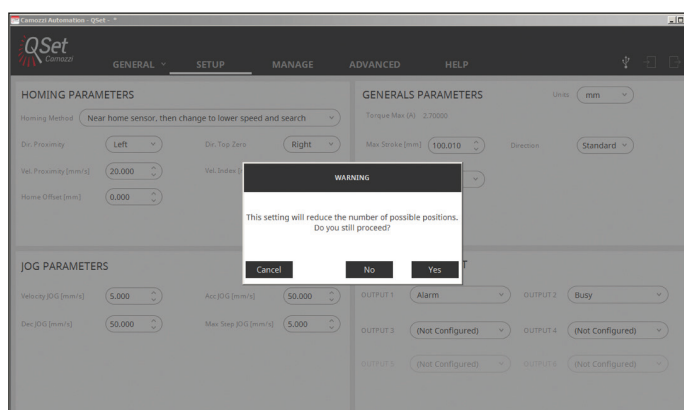 Camozzi Automation - QSet - *
QSet
Camozzi
GENERAL SETUP MANAGE ADVANCED HELP
HOMING PARAMETERS
Homing Method Near home sensor, then change to lower speed and search
Dir. Proximity Left Dir. Top Zero Right
Vel. Proximity [mm/s] 20.000 Vel. Index
Home Offset [mm] 0.000
GENERALS PARAMETERS
Units mm
Torque Max (A) 2.70000
Max Stroke [mm] 100.010 Direction Standard
WARNING
This setting will reduce the number of possible positions.
Do you still proceed?
Cancel No Yes
JOG PARAMETERS
Velocity JOG [mm/s] 5.000 Acc JOG [mm/s] 50.000
Dec JOG [mm/s] 50.000 Max Step JOG [mm/s] 5.000
T
OUTPUT 1 Alarm OUTPUT 2 Busy
OUTPUT 3 (Not Configured) OUTPUT 4 (Not Configured)
OUTPUT 5 (Not Configured) OUTPUT 6 (Not Configured)